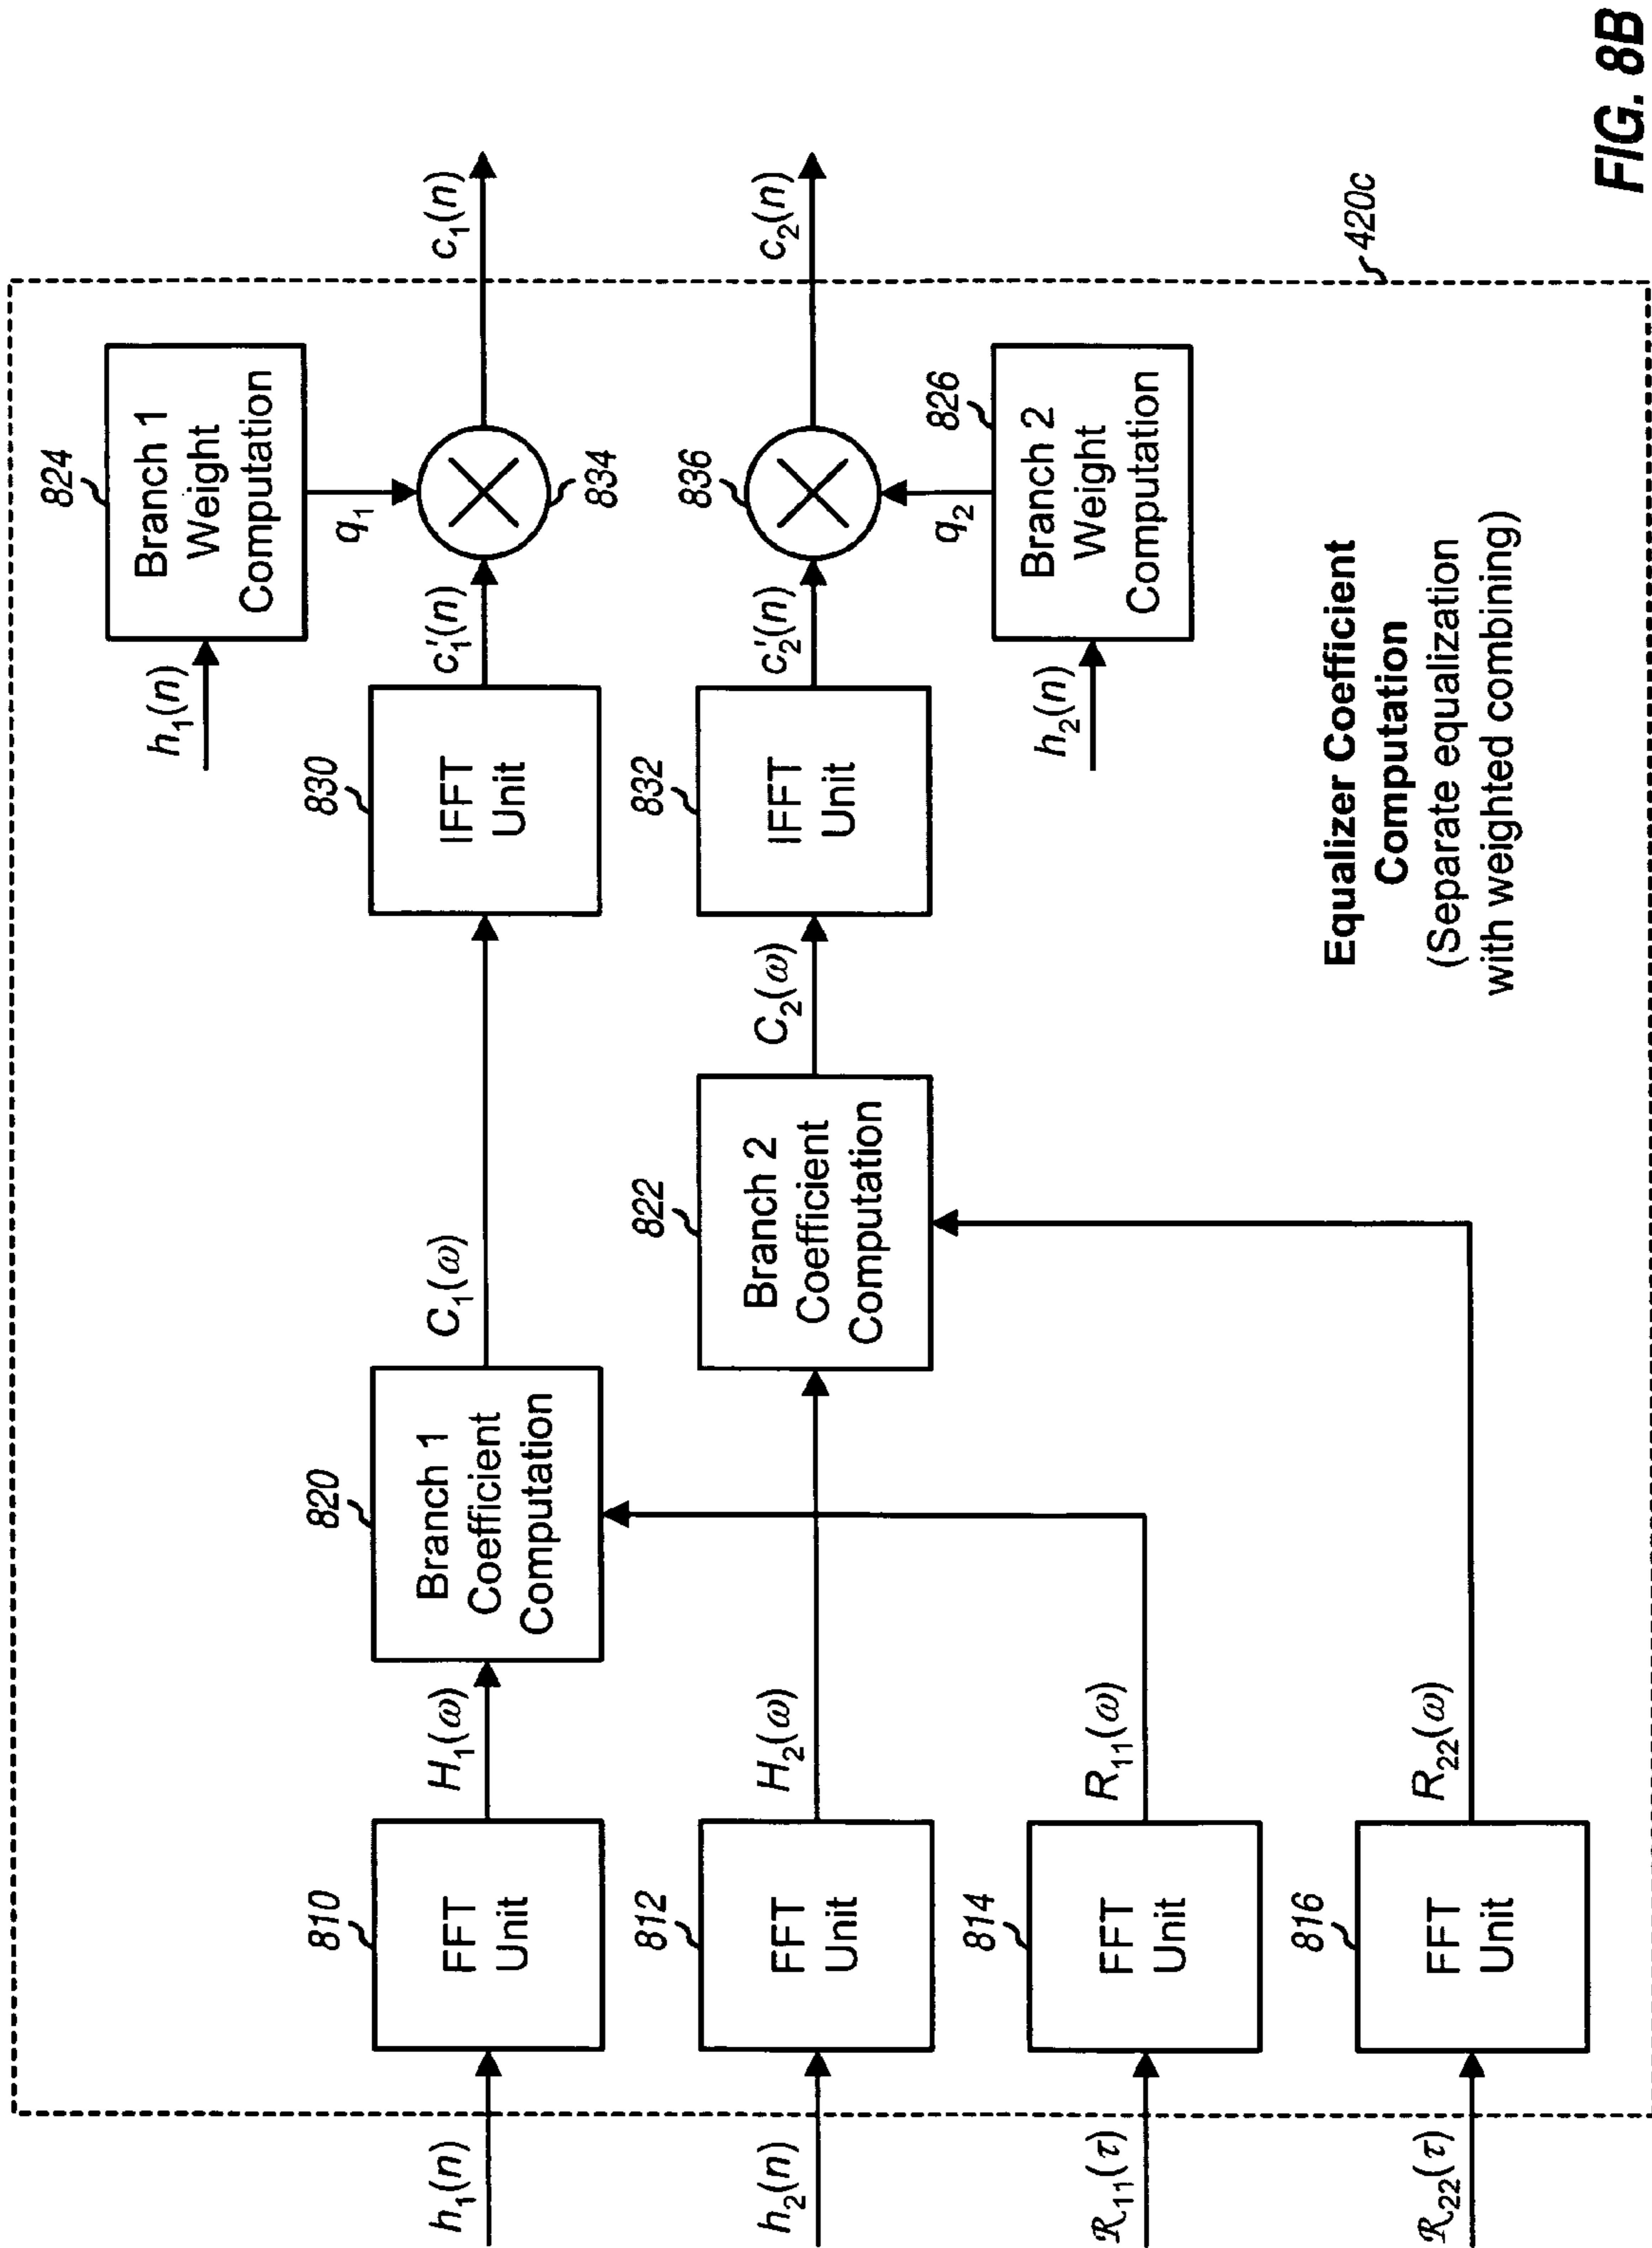 824
Branch 1
Weight
Computation
h₁(n)
q₁
810
FFT
Unit
h₁(n)
H₁(ω)
820
Branch 1
Coefficient
Computation
C₁(ω)
830
IFFT
Unit
c₁'(n)
834
c₁(n)
812
FFT
Unit
h₂(n)
H₂(ω)
822
Branch 2
Coefficient
Computation
C₂(ω)
832
IFFT
Unit
c₂'(n)
836
c₂(n)
q₂
826
Branch 2
Weight
Computation
h₂(n)
814
FFT
Unit
ℛ₁₁(τ)
R₁₁(ω)
816
FFT
Unit
ℛ₂₂(τ)
R₂₂(ω)
Equalizer Coefficient
Computation
(Separate equalization
with weighted combining)
420c
FIG. 8B